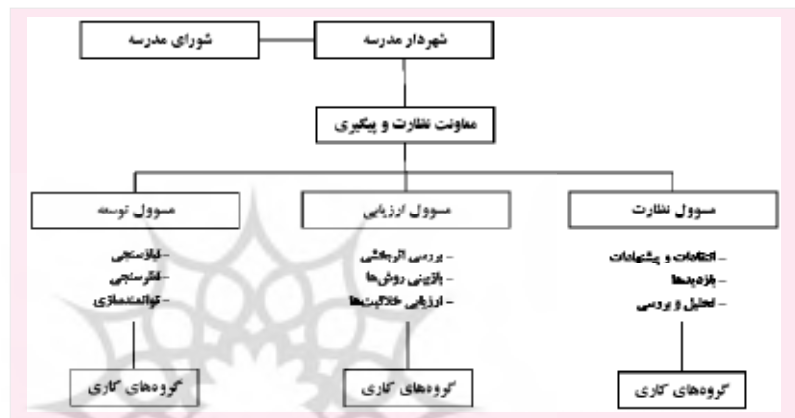 شهردار مدرسه
شورای مدرسه
معاونت نظارت و پیگیری
مسوول نظارت
مسوول ارزیابی
مسوول توسعه
– انتقادات و پیشنهادات
– بازدیدها
– تحلیل و بررسی
– بررسی اثربخشی
– بازبینی روش‌ها
– ارزیابی خلاقیت‌ها
– نیازسنجی
– نظرسنجی
– توانمندسازی
گروه‌های کاری
گروه‌های کاری
گروه‌های کاری